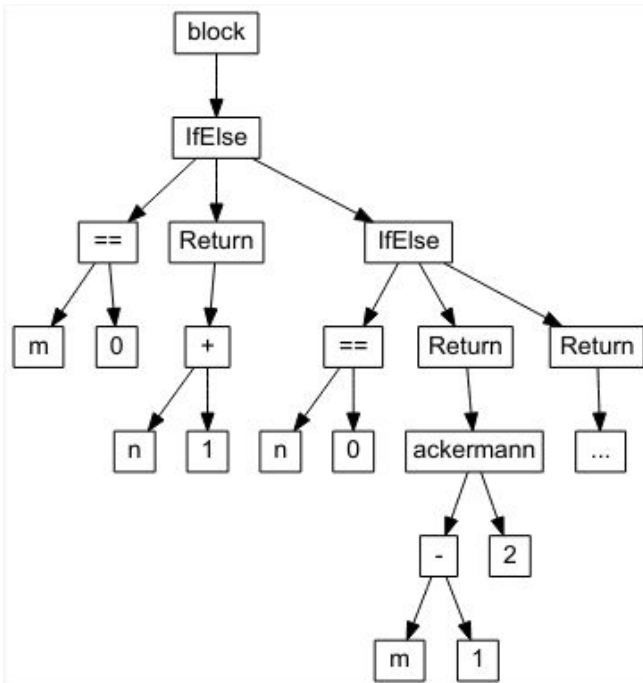 block
IfElse
== Return IfElse
m 0 + == Return Return
n 1 n 0 ackermann ...
- 2
m 1